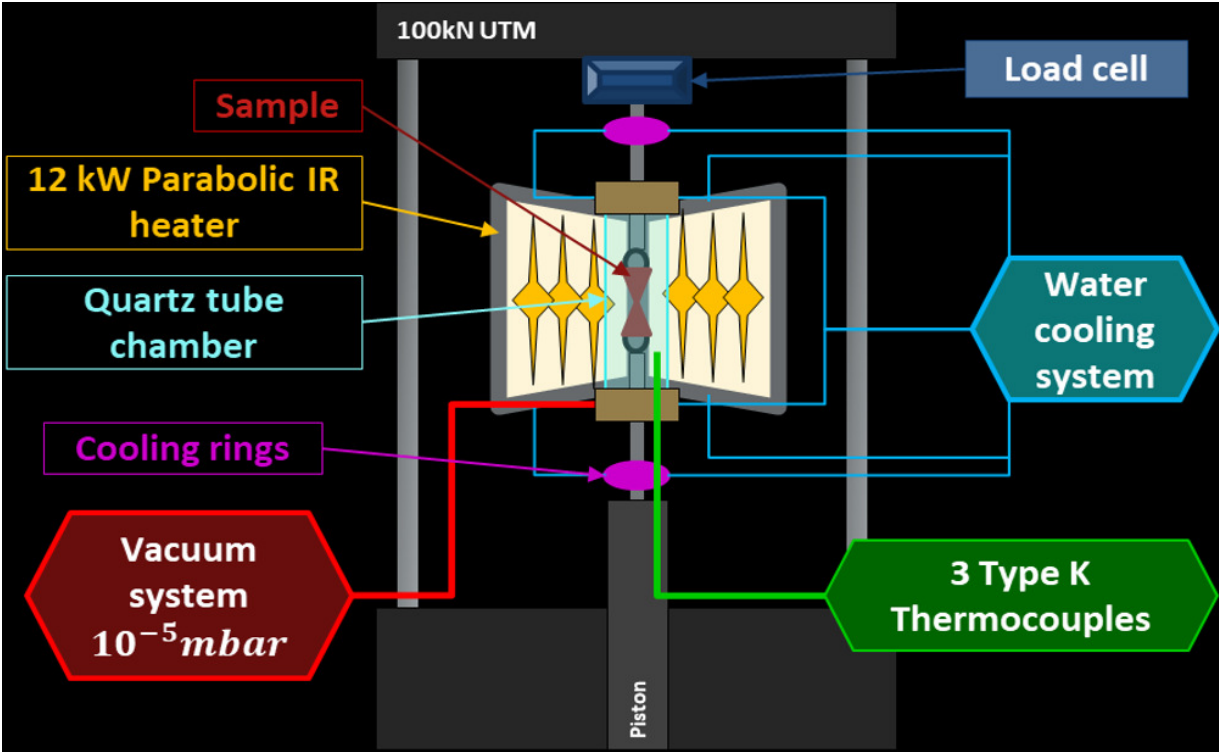 100kN UTM
Load cell
Sample
12 kW Parabolic IR
heater
Quartz tube
chamber
Water
cooling
system
Cooling rings
Vacuum
system
10⁻⁵mbar
3 Type K
Thermocouples
Piston